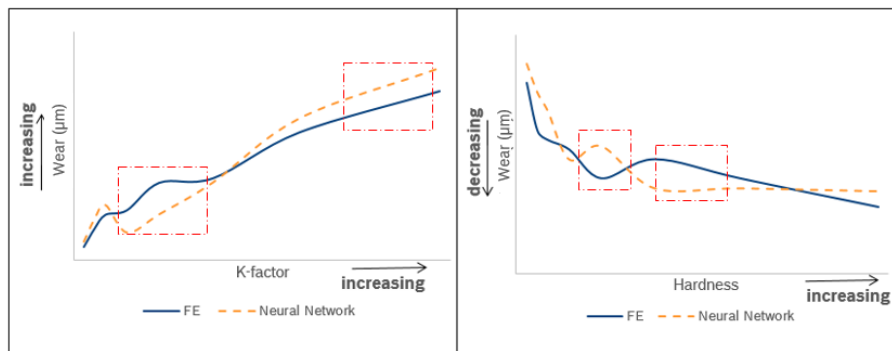 increasing
Wear (µm)
K-factor
increasing
FE
Neural Network
decreasing
Wear (µm)
Hardness
increasing
FE
Neural Network